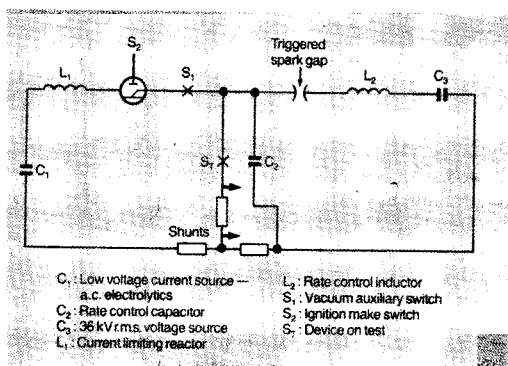 S₂
Triggered
spark gap
L₁
S₁
L₂
C₃
C₁
S_T
C₂
Shunts
C₁ : Low voltage current source —
a.c. electrolytics
C₂ : Rate control capacitor
C₃ : 36 kV r.m.s. voltage source
L₁ : Current limiting reactor
L₂ : Rate control inductor
S₁ : Vacuum auxiliary switch
S₂ : Ignition make switch
S_T : Device on test